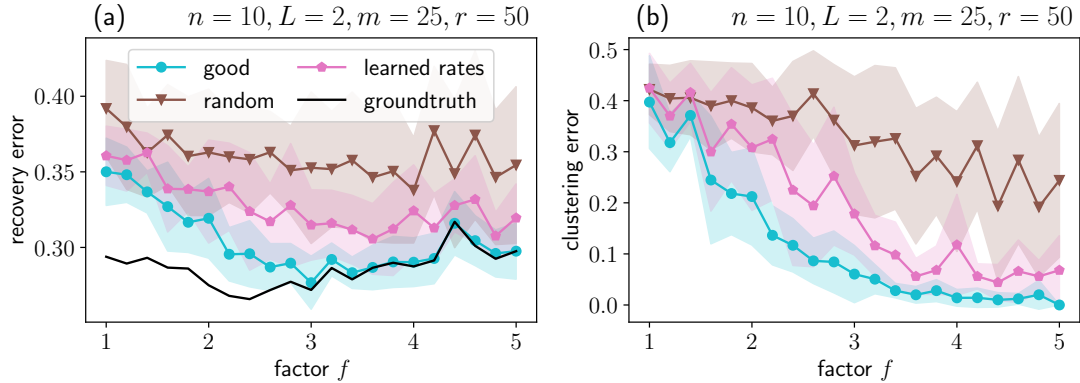 (a)
n = 10, L = 2, m = 25, r = 50
good
random
learned rates
groundtruth
recovery error
0.40
0.35
0.30
1
2
3
4
5
factor f
(b)
n = 10, L = 2, m = 25, r = 50
clustering error
0.5
0.4
0.3
0.2
0.1
0.0
1
2
3
4
5
factor f